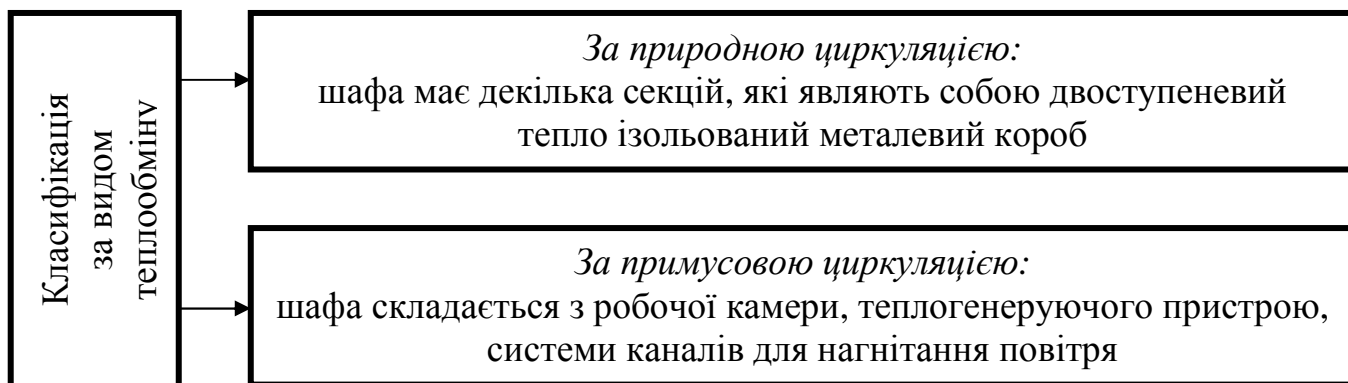 Класифікація
за видом
теплообміну
За природною циркуляцією:
шафа має декілька секцій, які являють собою двоступеневий
тепло ізольований металевий короб
За примусовою циркуляцією:
шафа складається з робочої камери, теплогенеруючого пристрою,
системи каналів для нагнітання повітря